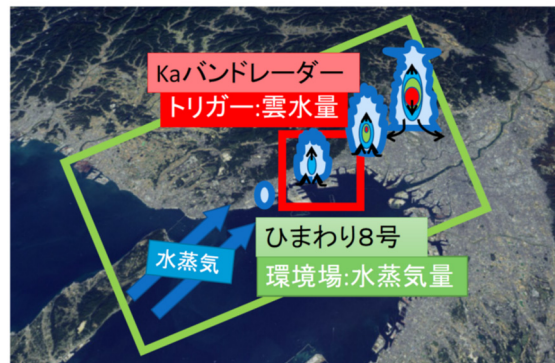 Kaバンドレーダー
トリガー:雲水量
ひまわり8号
環境場:水蒸気量
水蒸気